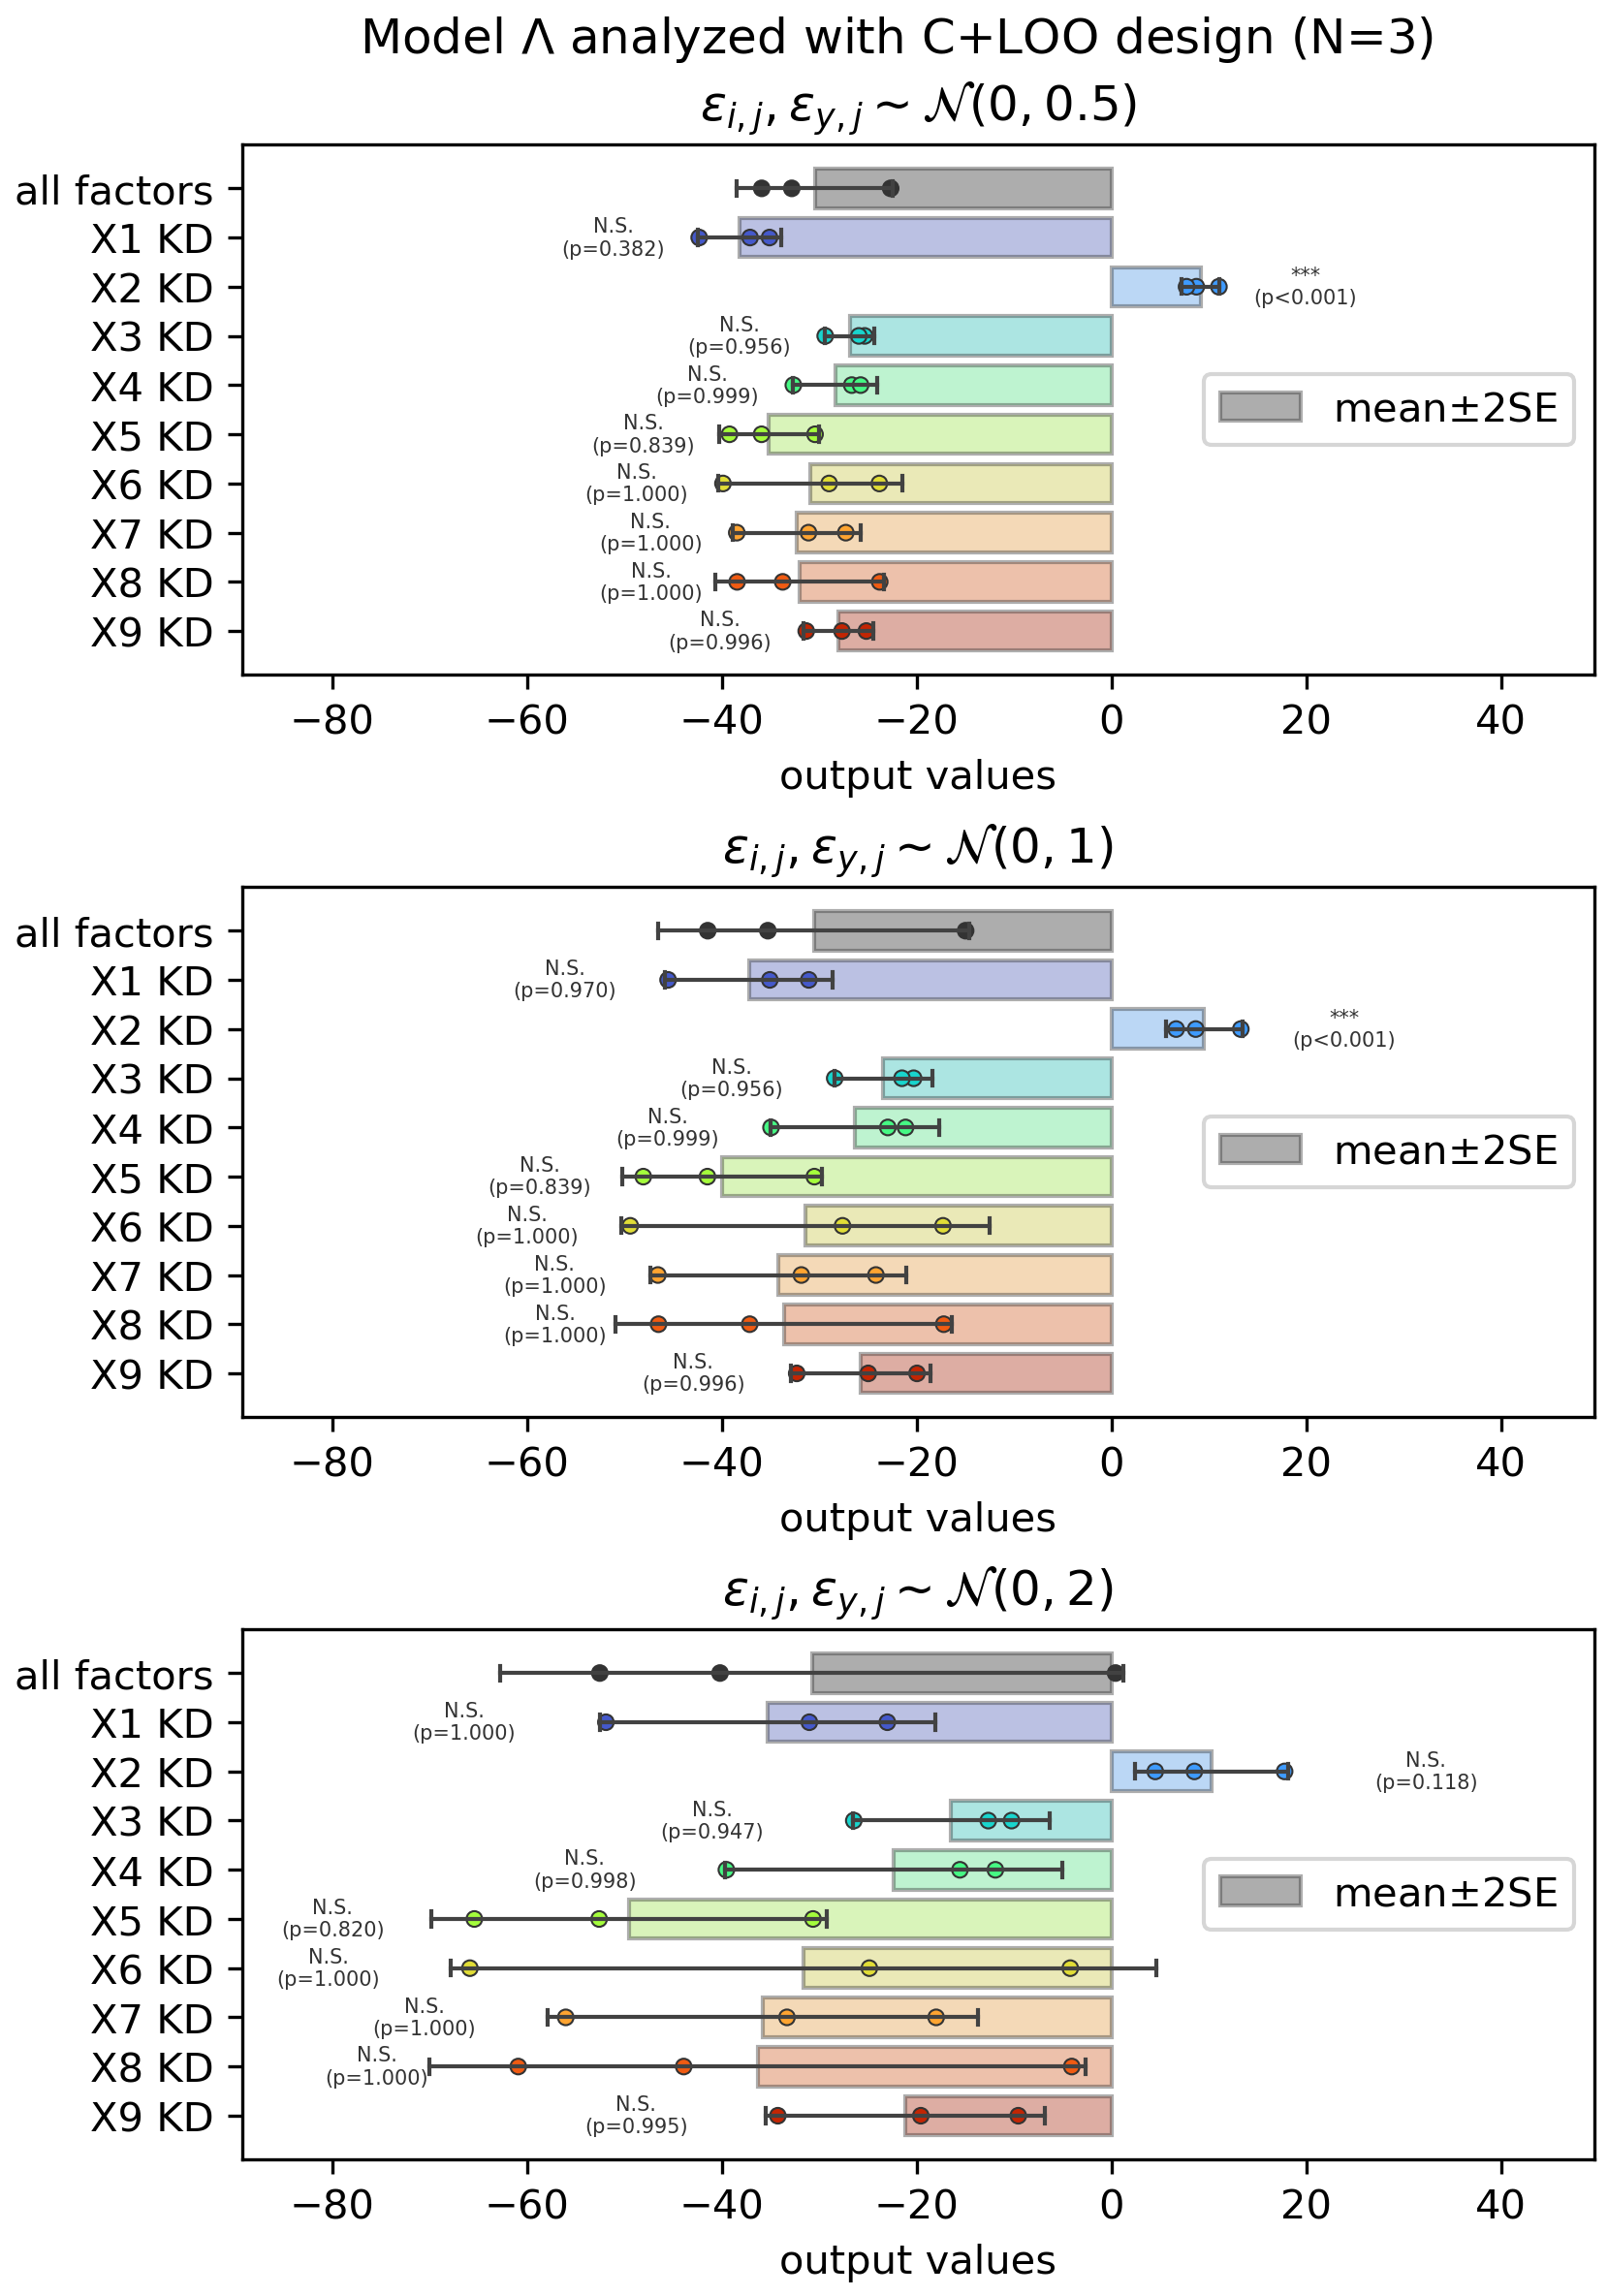 Model Λ analyzed with C+LOO design (N=3)
εi,j, εy,j ~ 𝒩(0, 0.5)
all factors
X1 KD
N.S.
(p=0.382)
X2 KD
***
(p<0.001)
X3 KD
N.S.
(p=0.956)
X4 KD
N.S.
(p=0.999)
X5 KD
N.S.
(p=0.839)
X6 KD
N.S.
(p=1.000)
X7 KD
N.S.
(p=1.000)
X8 KD
N.S.
(p=1.000)
X9 KD
N.S.
(p=0.996)
mean±2SE
−80 −60 −40 −20 0 20 40
output values
εi,j, εy,j ~ 𝒩(0, 1)
all factors
X1 KD
N.S.
(p=0.970)
X2 KD
***
(p<0.001)
X3 KD
N.S.
(p=0.956)
X4 KD
N.S.
(p=0.999)
X5 KD
N.S.
(p=0.839)
X6 KD
N.S.
(p=1.000)
X7 KD
N.S.
(p=1.000)
X8 KD
N.S.
(p=1.000)
X9 KD
N.S.
(p=0.996)
mean±2SE
−80 −60 −40 −20 0 20 40
output values
εi,j, εy,j ~ 𝒩(0, 2)
all factors
X1 KD
N.S.
(p=1.000)
X2 KD
N.S.
(p=0.118)
X3 KD
N.S.
(p=0.947)
X4 KD
N.S.
(p=0.998)
X5 KD
N.S.
(p=0.820)
X6 KD
N.S.
(p=1.000)
X7 KD
N.S.
(p=1.000)
X8 KD
N.S.
(p=1.000)
X9 KD
N.S.
(p=0.995)
mean±2SE
−80 −60 −40 −20 0 20 40
output values